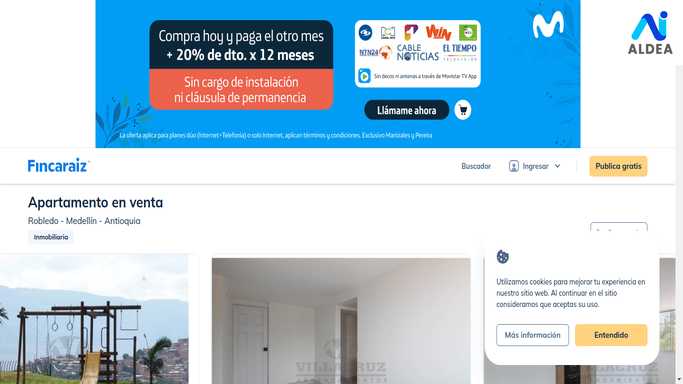 Compra hoy y paga el otro mes
+ 20% de dto. x 12 meses
Sin cargo de instalación
ni cláusula de permanencia
WIN
NTN24
CABLE
NOTICIAS
EL TIEMPO
TELEVISIÓN
Sin decos ni antenas a través de Movistar TV App
Llámame ahora
La oferta aplica para planes dúo (Internet+Telefonía) o solo Internet, aplican términos y condiciones. Exclusivo Manizales y Pereira
ALDEA
Fincaraiz
Buscador
Ingresar
Publica gratis
Apartamento en venta
Robledo - Medellín - Antioquia
Inmobiliaria
Utilizamos cookies para mejorar tu experiencia en
nuestro sitio web. Al continuar en el sitio
consideramos que aceptas su uso.
Más información
Entendido
VILLACRUZ
VILLACRUZ